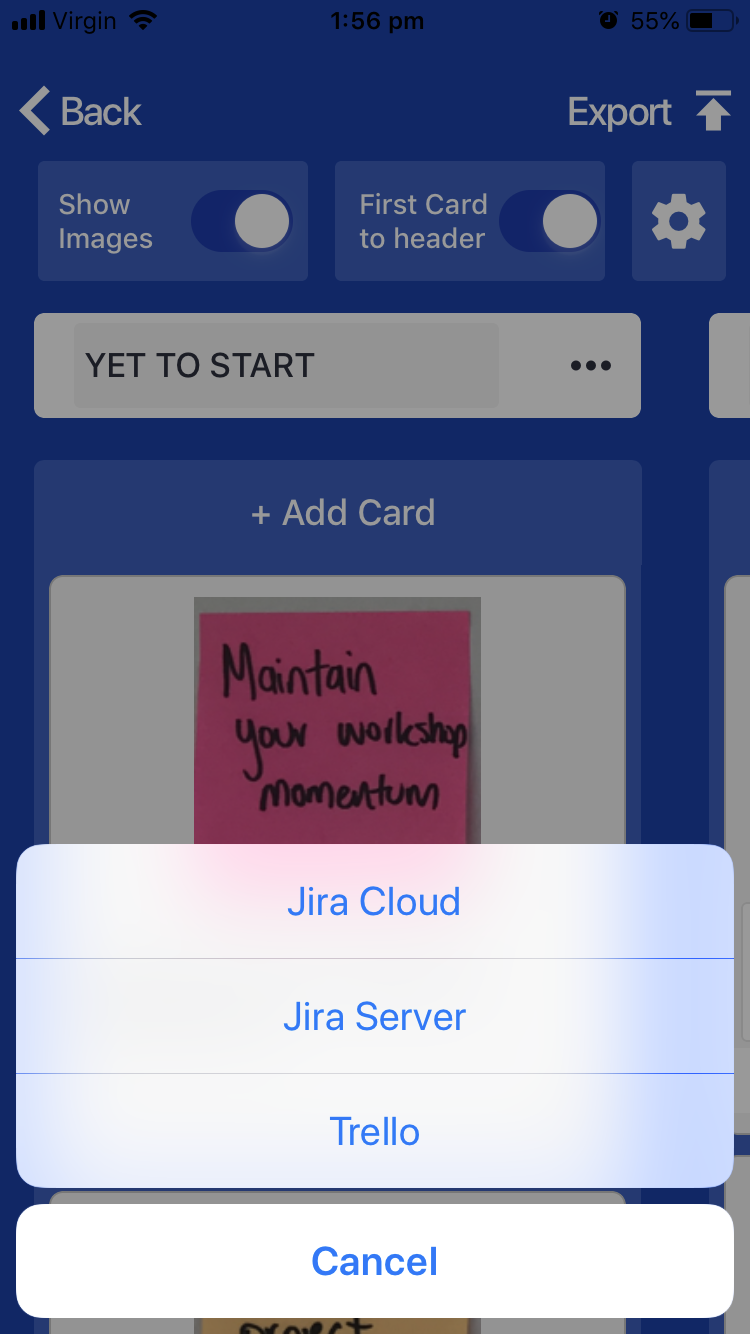 Virgin 1:56 pm 55%
Back Export
Show
Images
First Card
to header
YET TO START
+ Add Card
Maintain
your workshop
momentum
Jira Cloud
Jira Server
Trello
Cancel
project